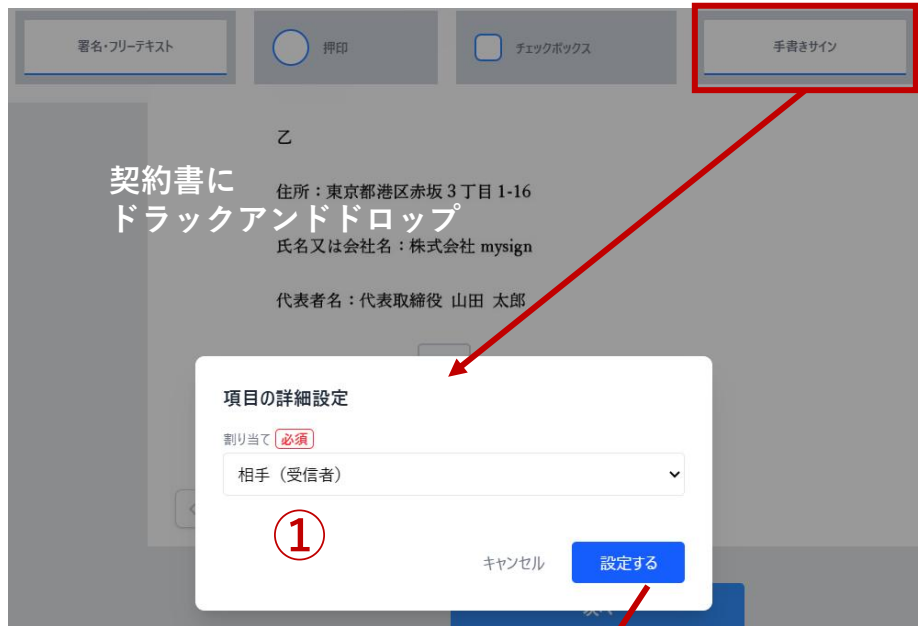 署名・フリーテキスト
押印
チェックボックス
手書きサイン
乙
契約書に
ドラックアンドドロップ
住所：東京都港区赤坂3丁目1-16
氏名又は会社名：株式会社 mysign
代表者名：代表取締役 山田 太郎
項目の詳細設定
割り当て 必須
相手（受信者）
①
キャンセル
設定する